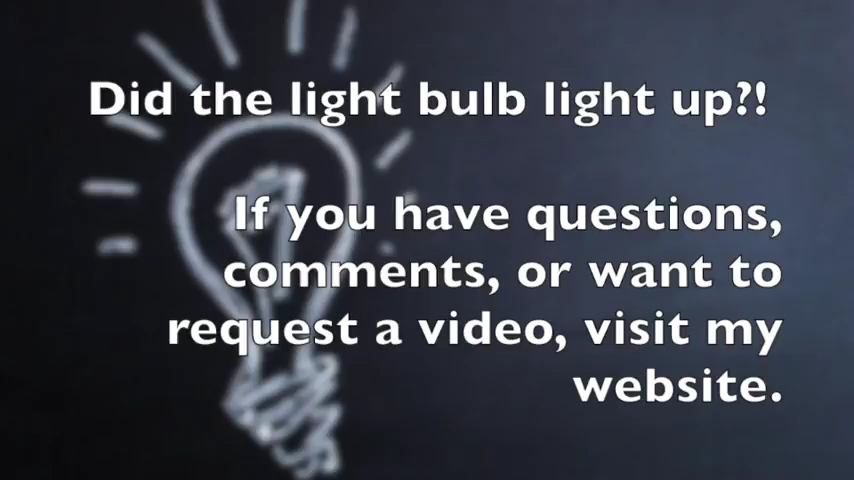 Did the light bulb light up?!
If you have questions,
comments, or want to
request a video, visit my
website.